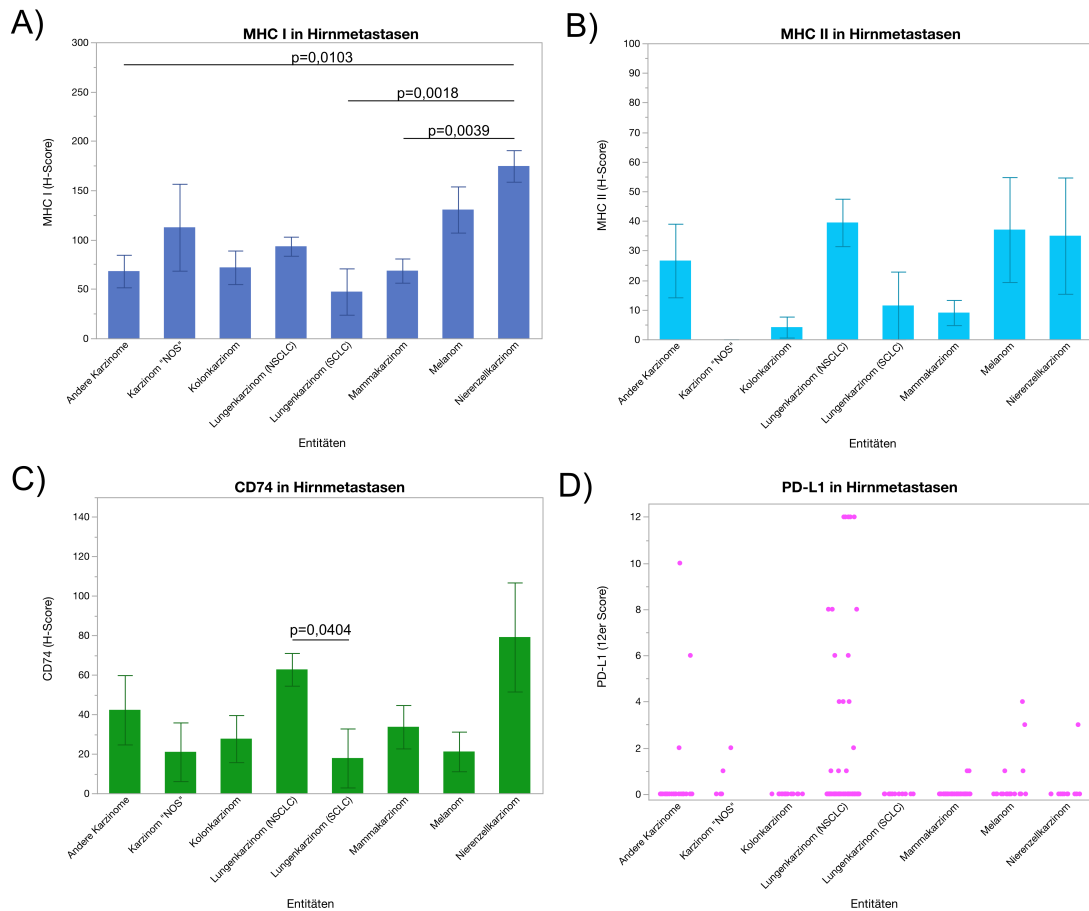 A)
MHC I in Hirnmetastasen
300
250
200
150
100
50
0
MHC I (H-Score)
p=0,0103
p=0,0018
p=0,0039
Andere Karzinome
Karzinom "NOS"
Kolonkarzinom
Lungenkarzinom (NSCLC)
Lungenkarzinom (SCLC)
Mammakarzinom
Melanom
Nierenzellkarzinom
Entitäten
B)
MHC II in Hirnmetastasen
100
90
80
70
60
50
40
30
20
10
0
MHC II (H-Score)
Andere Karzinome
Karzinom "NOS"
Kolonkarzinom
Lungenkarzinom (NSCLC)
Lungenkarzinom (SCLC)
Mammakarzinom
Melanom
Nierenzellkarzinom
Entitäten
C)
CD74 in Hirnmetastasen
140
120
100
80
60
40
20
0
CD74 (H-Score)
p=0,0404
Andere Karzinome
Karzinom "NOS"
Kolonkarzinom
Lungenkarzinom (NSCLC)
Lungenkarzinom (SCLC)
Mammakarzinom
Melanom
Nierenzellkarzinom
Entitäten
D)
PD-L1 in Hirnmetastasen
12
10
8
6
4
2
0
PD-L1 (12er Score)
Andere Karzinome
Karzinom "NOS"
Kolonkarzinom
Lungenkarzinom (NSCLC)
Lungenkarzinom (SCLC)
Mammakarzinom
Melanom
Nierenzellkarzinom
Entitäten